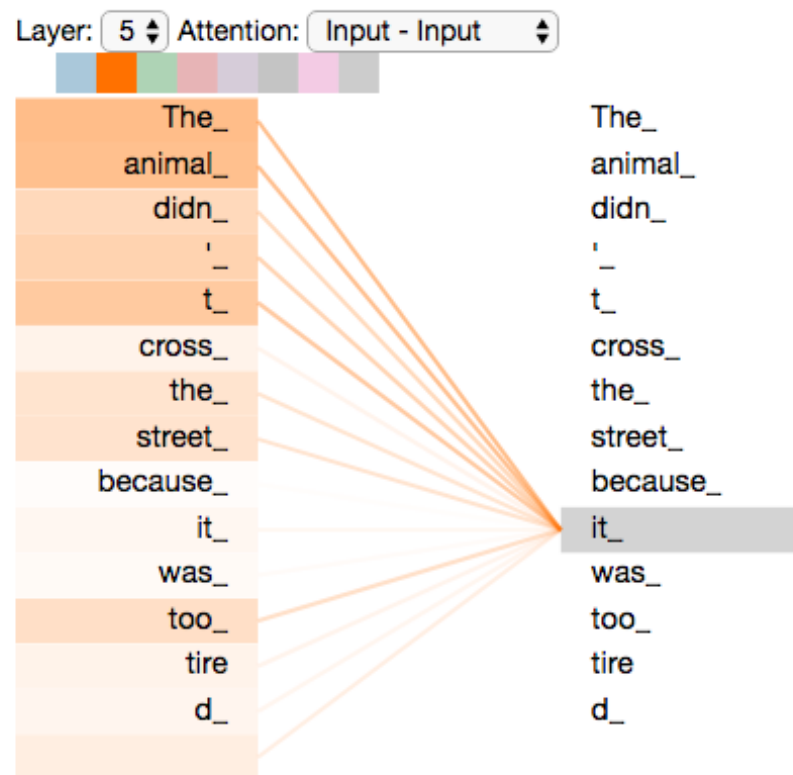 Layer: 5 Attention: Input - Input
The_ The_
animal_ animal_
didn_ didn_
'_ '_
t_ t_
cross_ cross_
the_ the_
street_ street_
because_ because_
it_ it_
was_ was_
too_ too_
tire tire
d_ d_